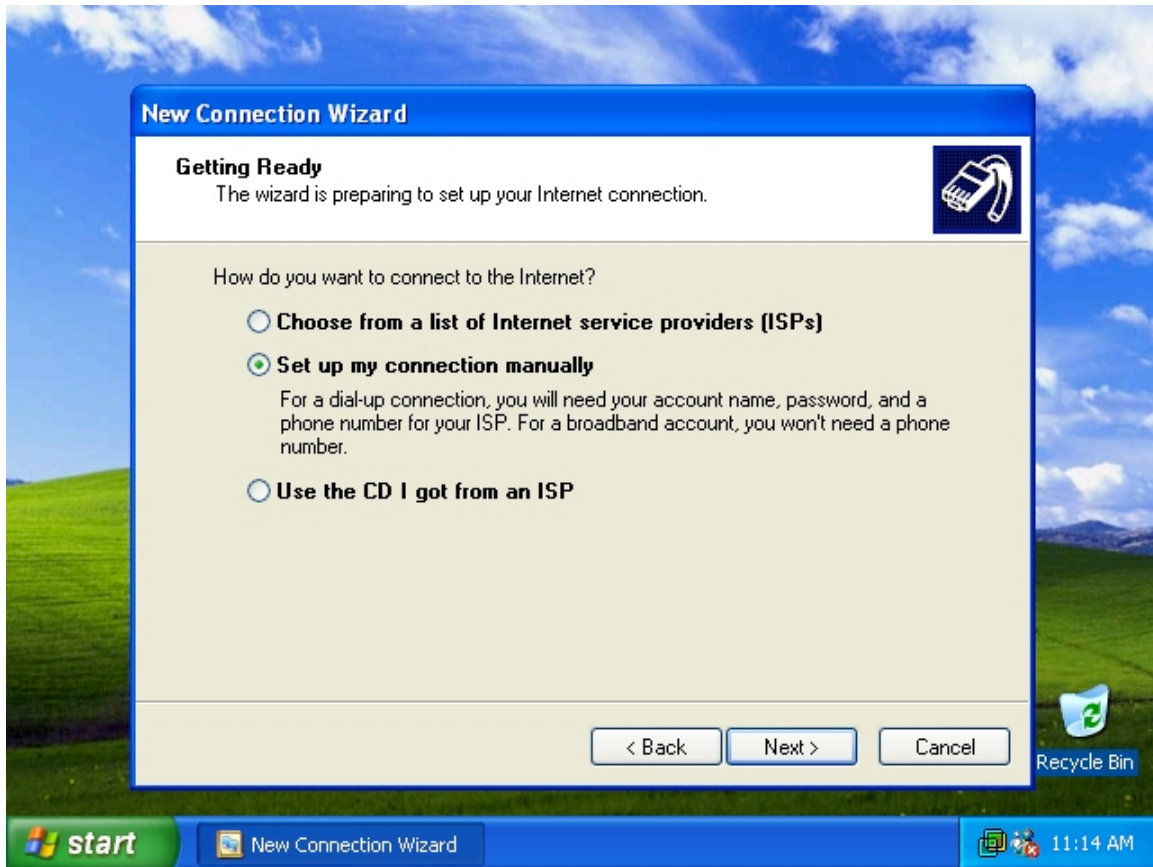 New Connection Wizard
Getting Ready
The wizard is preparing to set up your Internet connection.
How do you want to connect to the Internet?
Choose from a list of Internet service providers (ISPs)
Set up my connection manually
For a dial-up connection, you will need your account name, password, and a
phone number for your ISP. For a broadband account, you won't need a phone
number.
Use the CD I got from an ISP
< Back
Next >
Cancel
Recycle Bin
start
New Connection Wizard
11:14 AM